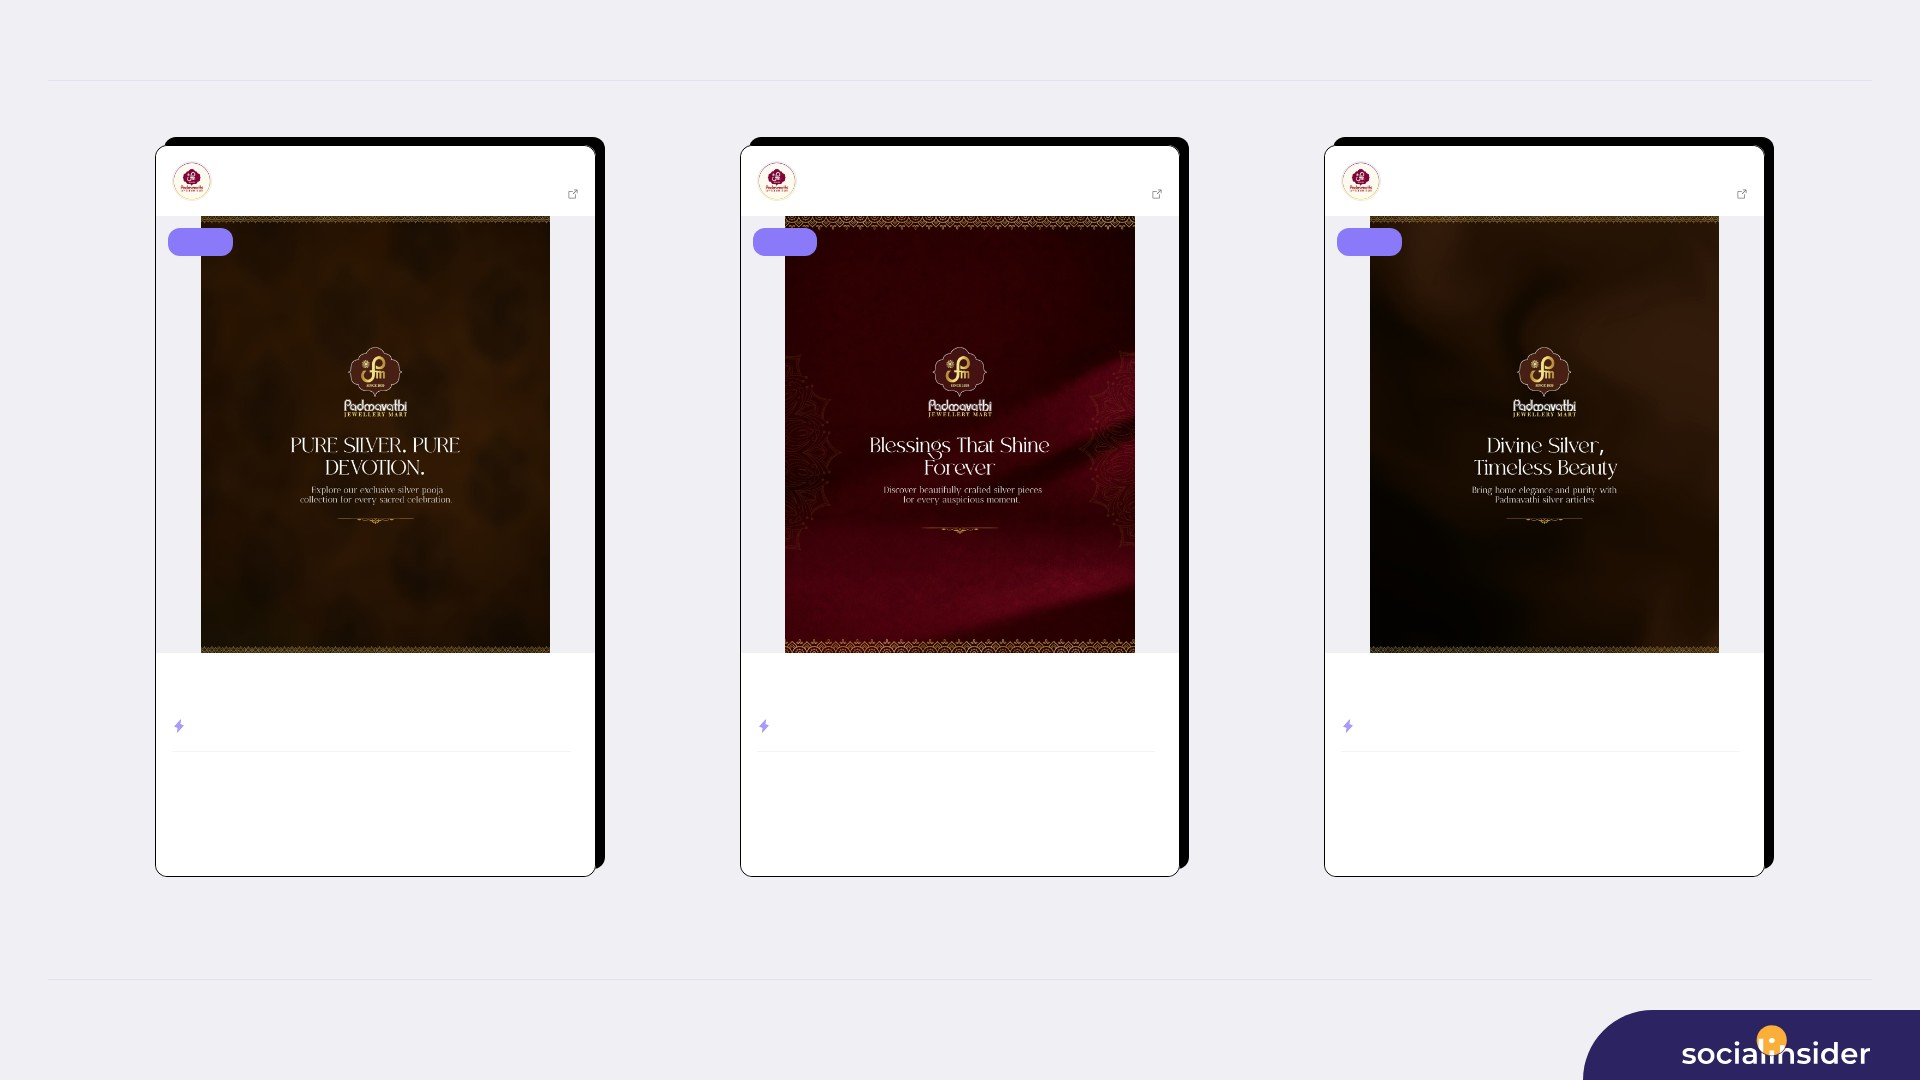 Padmavathi
JEWELLERY MART
PURE SILVER. PURE
DEVOTION.
Explore our exclusive silver pooja
collection for every sacred celebration.
SINCE 1959
Padmavathi
JEWELLERY MART
Blessings That Shine
Forever
Discover beautifully crafted silver pieces
for every auspicious moment.
Padmavathi
JEWELLERY MART
Divine Silver,
Timeless Beauty
Bring home elegance and purity with
Padmavathi silver articles
socialinsider